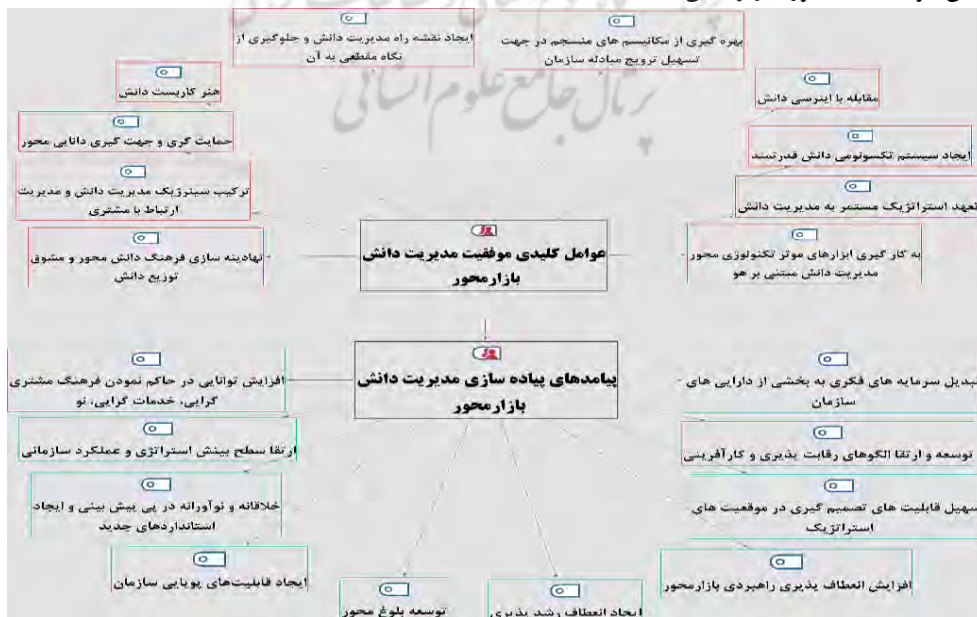 بهره گیری از مکانیسم های منسجم در جهت
تسهیل ترویج مبادله سازمان
ایجاد نقشه راه مدیریت دانش و جلوگیری از
نگاه مقطعی به آن
پرتال جامع علوم انسانی
مقابله با اینرسی دانش
هنر کاربست دانش
ایجاد سیستم تکسونومی دانش قدرتمند
حمایت گری و جهت گیری دانایی محور
تعهد استراتژیک مستمر به مدیریت دانش
ترکیب سینرژیک مدیریت دانش و مدیریت
ارتباط با مشتری
به کار گیری ابزارهای موثر تکنولوژی محور
مدیریت دانش مبتنی بر هو
عوامل کلیدی موفقیت مدیریت دانش
بازارمحور
نهادینه سازی فرهنگ دانش محور و مشوق
توزیع دانش
پیامدهای پیاده سازی مدیریت دانش
بازارمحور
تبدیل سرمایه های فکری به بخشی از دارایی های
سازمان
افزایش توانایی در حاکم نمودن فرهنگ مشتری
گرایی، خدمات گرایی، نو
توسعه و ارتقا الگوهای رقابت پذیری و کارآفرینی
ارتقا سطح بینش استراتژی و عملکرد سازمانی
سهیل قابلیت های تصمیم گیری در موقعیت های
استراتژیک
خلاقانه و نوآورانه در پی پیش بینی و ایجاد
استانداردهای جدید
افزایش انعطاف پذیری راهبردی بازارمحور
ایجاد قابلیت‌های پویایی سازمان
ایجاد انعطاف رشد پذیری
توسعه بلوغ محور